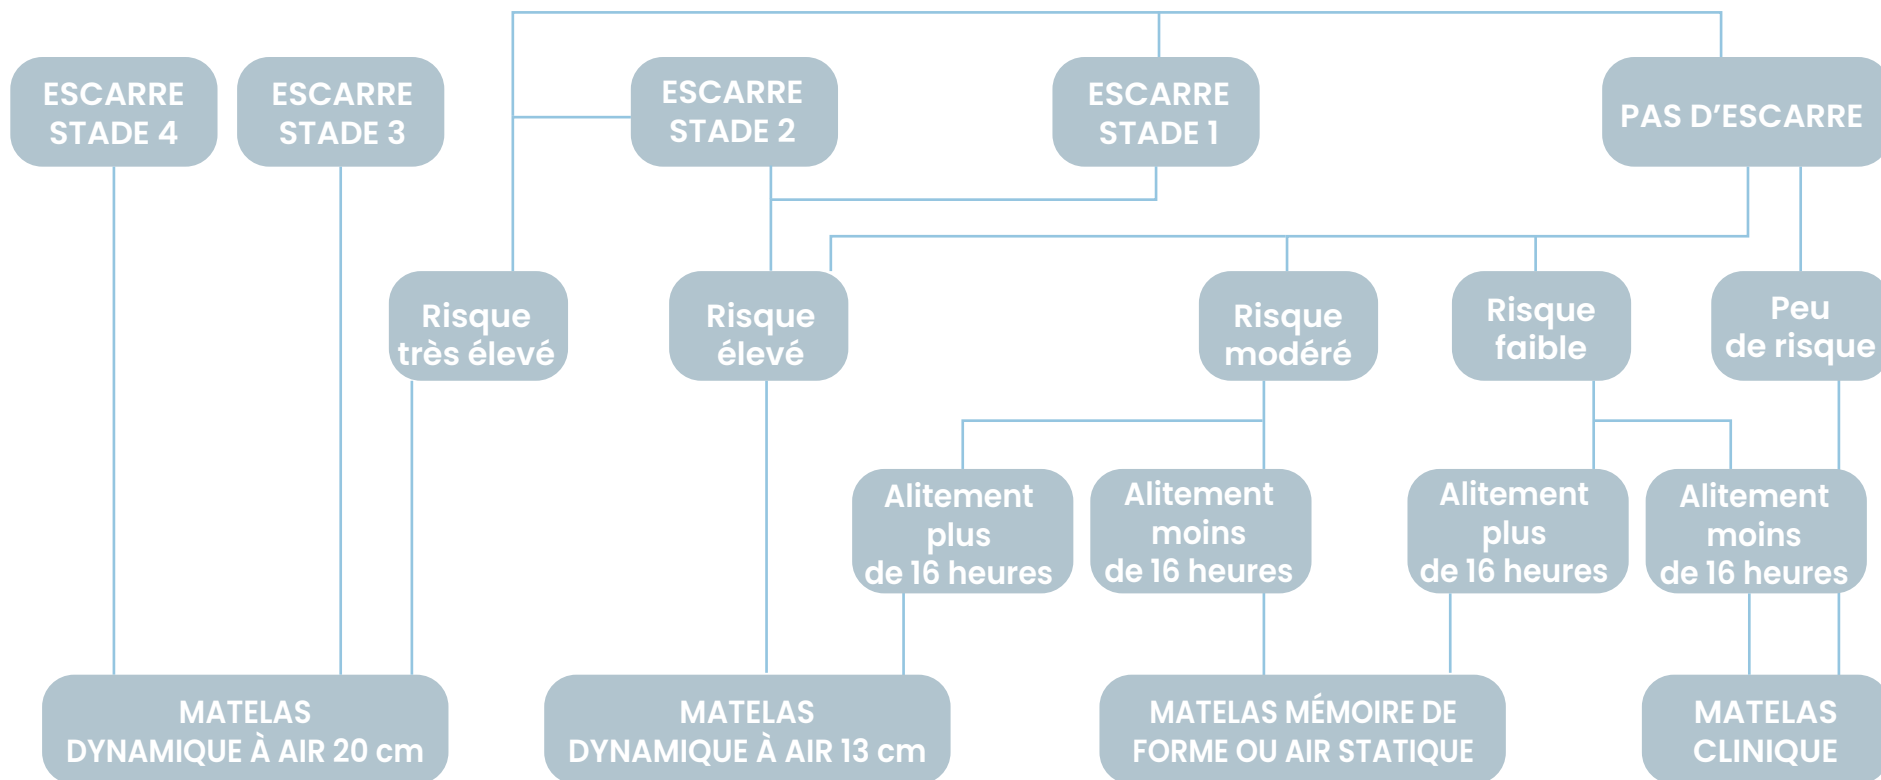 ESCARRE
STADE 4
ESCARRE
STADE 3
ESCARRE
STADE 2
ESCARRE
STADE 1
PAS D’ESCARRE
Risque
très élevé
Risque
élevé
Risque
modéré
Risque
faible
Peu
de risque
Alitement
plus
de 16 heures
Alitement
moins
de 16 heures
Alitement
plus
de 16 heures
Alitement
moins
de 16 heures
MATELAS
DYNAMIQUE À AIR 20 cm
MATELAS
DYNAMIQUE À AIR 13 cm
MATELAS MÉMOIRE DE
FORME OU AIR STATIQUE
MATELAS
CLINIQUE